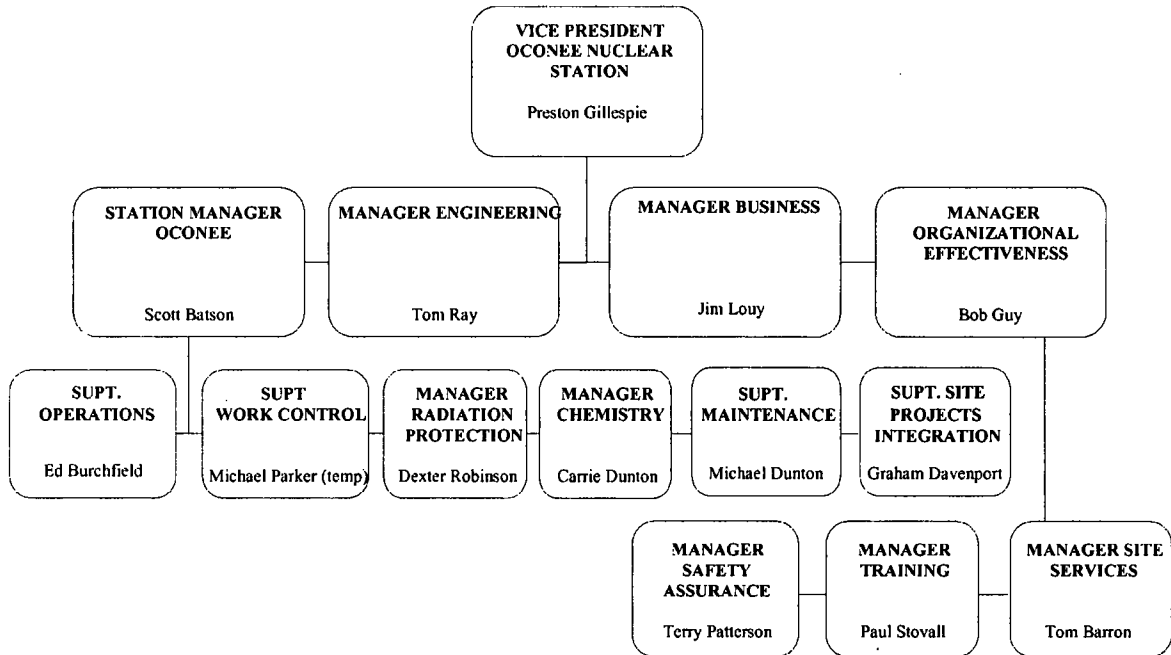 VICE PRESIDENT
OCONEE NUCLEAR
STATION
Preston Gillespie
STATION MANAGER
OCONEE
Scott Batson
MANAGER ENGINEERING
Tom Ray
MANAGER BUSINESS
Jim Louy
MANAGER
ORGANIZATIONAL
EFFECTIVENESS
Bob Guy
SUPT.
OPERATIONS
Ed Burchfield
SUPT
WORK CONTROL
Michael Parker (temp)
MANAGER
RADIATION
PROTECTION
Dexter Robinson
MANAGER
CHEMISTRY
Carrie Dunton
SUPT.
MAINTENANCE
Michael Dunton
SUPT. SITE
PROJECTS
INTEGRATION
Graham Davenport
MANAGER
SAFETY
ASSURANCE
Terry Patterson
MANAGER
TRAINING
Paul Stovall
MANAGER SITE
SERVICES
Tom Barron